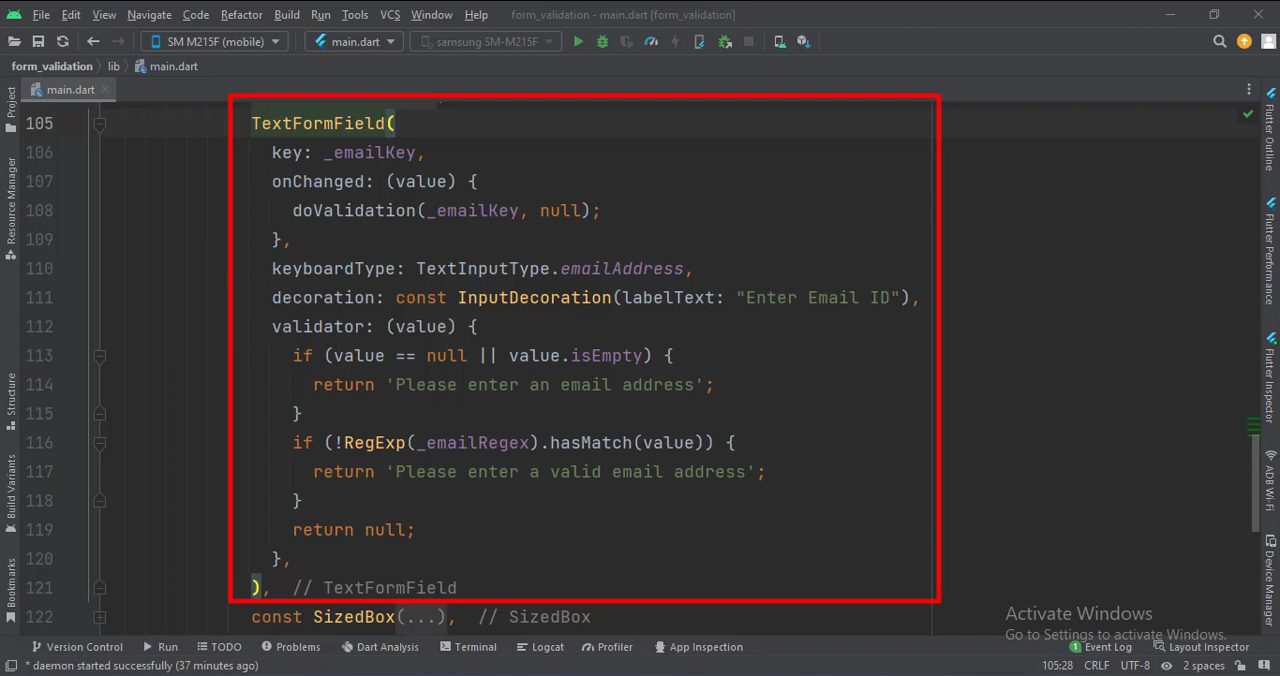 File Edit View Navigate Code Refactor Build Run Tools VCS Window Help form_validation - main.dart [form_validation]
SM M215F (mobile) main.dart samsung SM-M215F
form_validation lib main.dart
main.dart
Project
Resource Manager
Structure
Build Variants
Bookmarks
105 TextFormField(
106 key: _emailKey,
107 onChanged: (value) {
108 doValidation(_emailKey, null);
109 },
110 keyboardType: TextInputType.emailAddress,
111 decoration: const InputDecoration(labelText: "Enter Email ID"),
112 validator: (value) {
113 if (value == null || value.isEmpty) {
114 return 'Please enter an email address';
115 }
116 if (!RegExp(_emailRegex).hasMatch(value)) {
117 return 'Please enter a valid email address';
118 }
119 return null;
120 },
121 ), // TextFormField
122 const SizedBox(...), // SizedBox
Flutter Outline
Flutter Performance
Flutter Inspector
ADB Wi-Fi
Device Manager
Activate Windows
Go to Settings to activate Windows.
Version Control Run TODO Problems Dart Analysis Terminal Logcat Profiler App Inspection 1 Event Log Layout Inspector
* daemon started successfully (37 minutes ago) 105:28 CRLF UTF-8 2 spaces